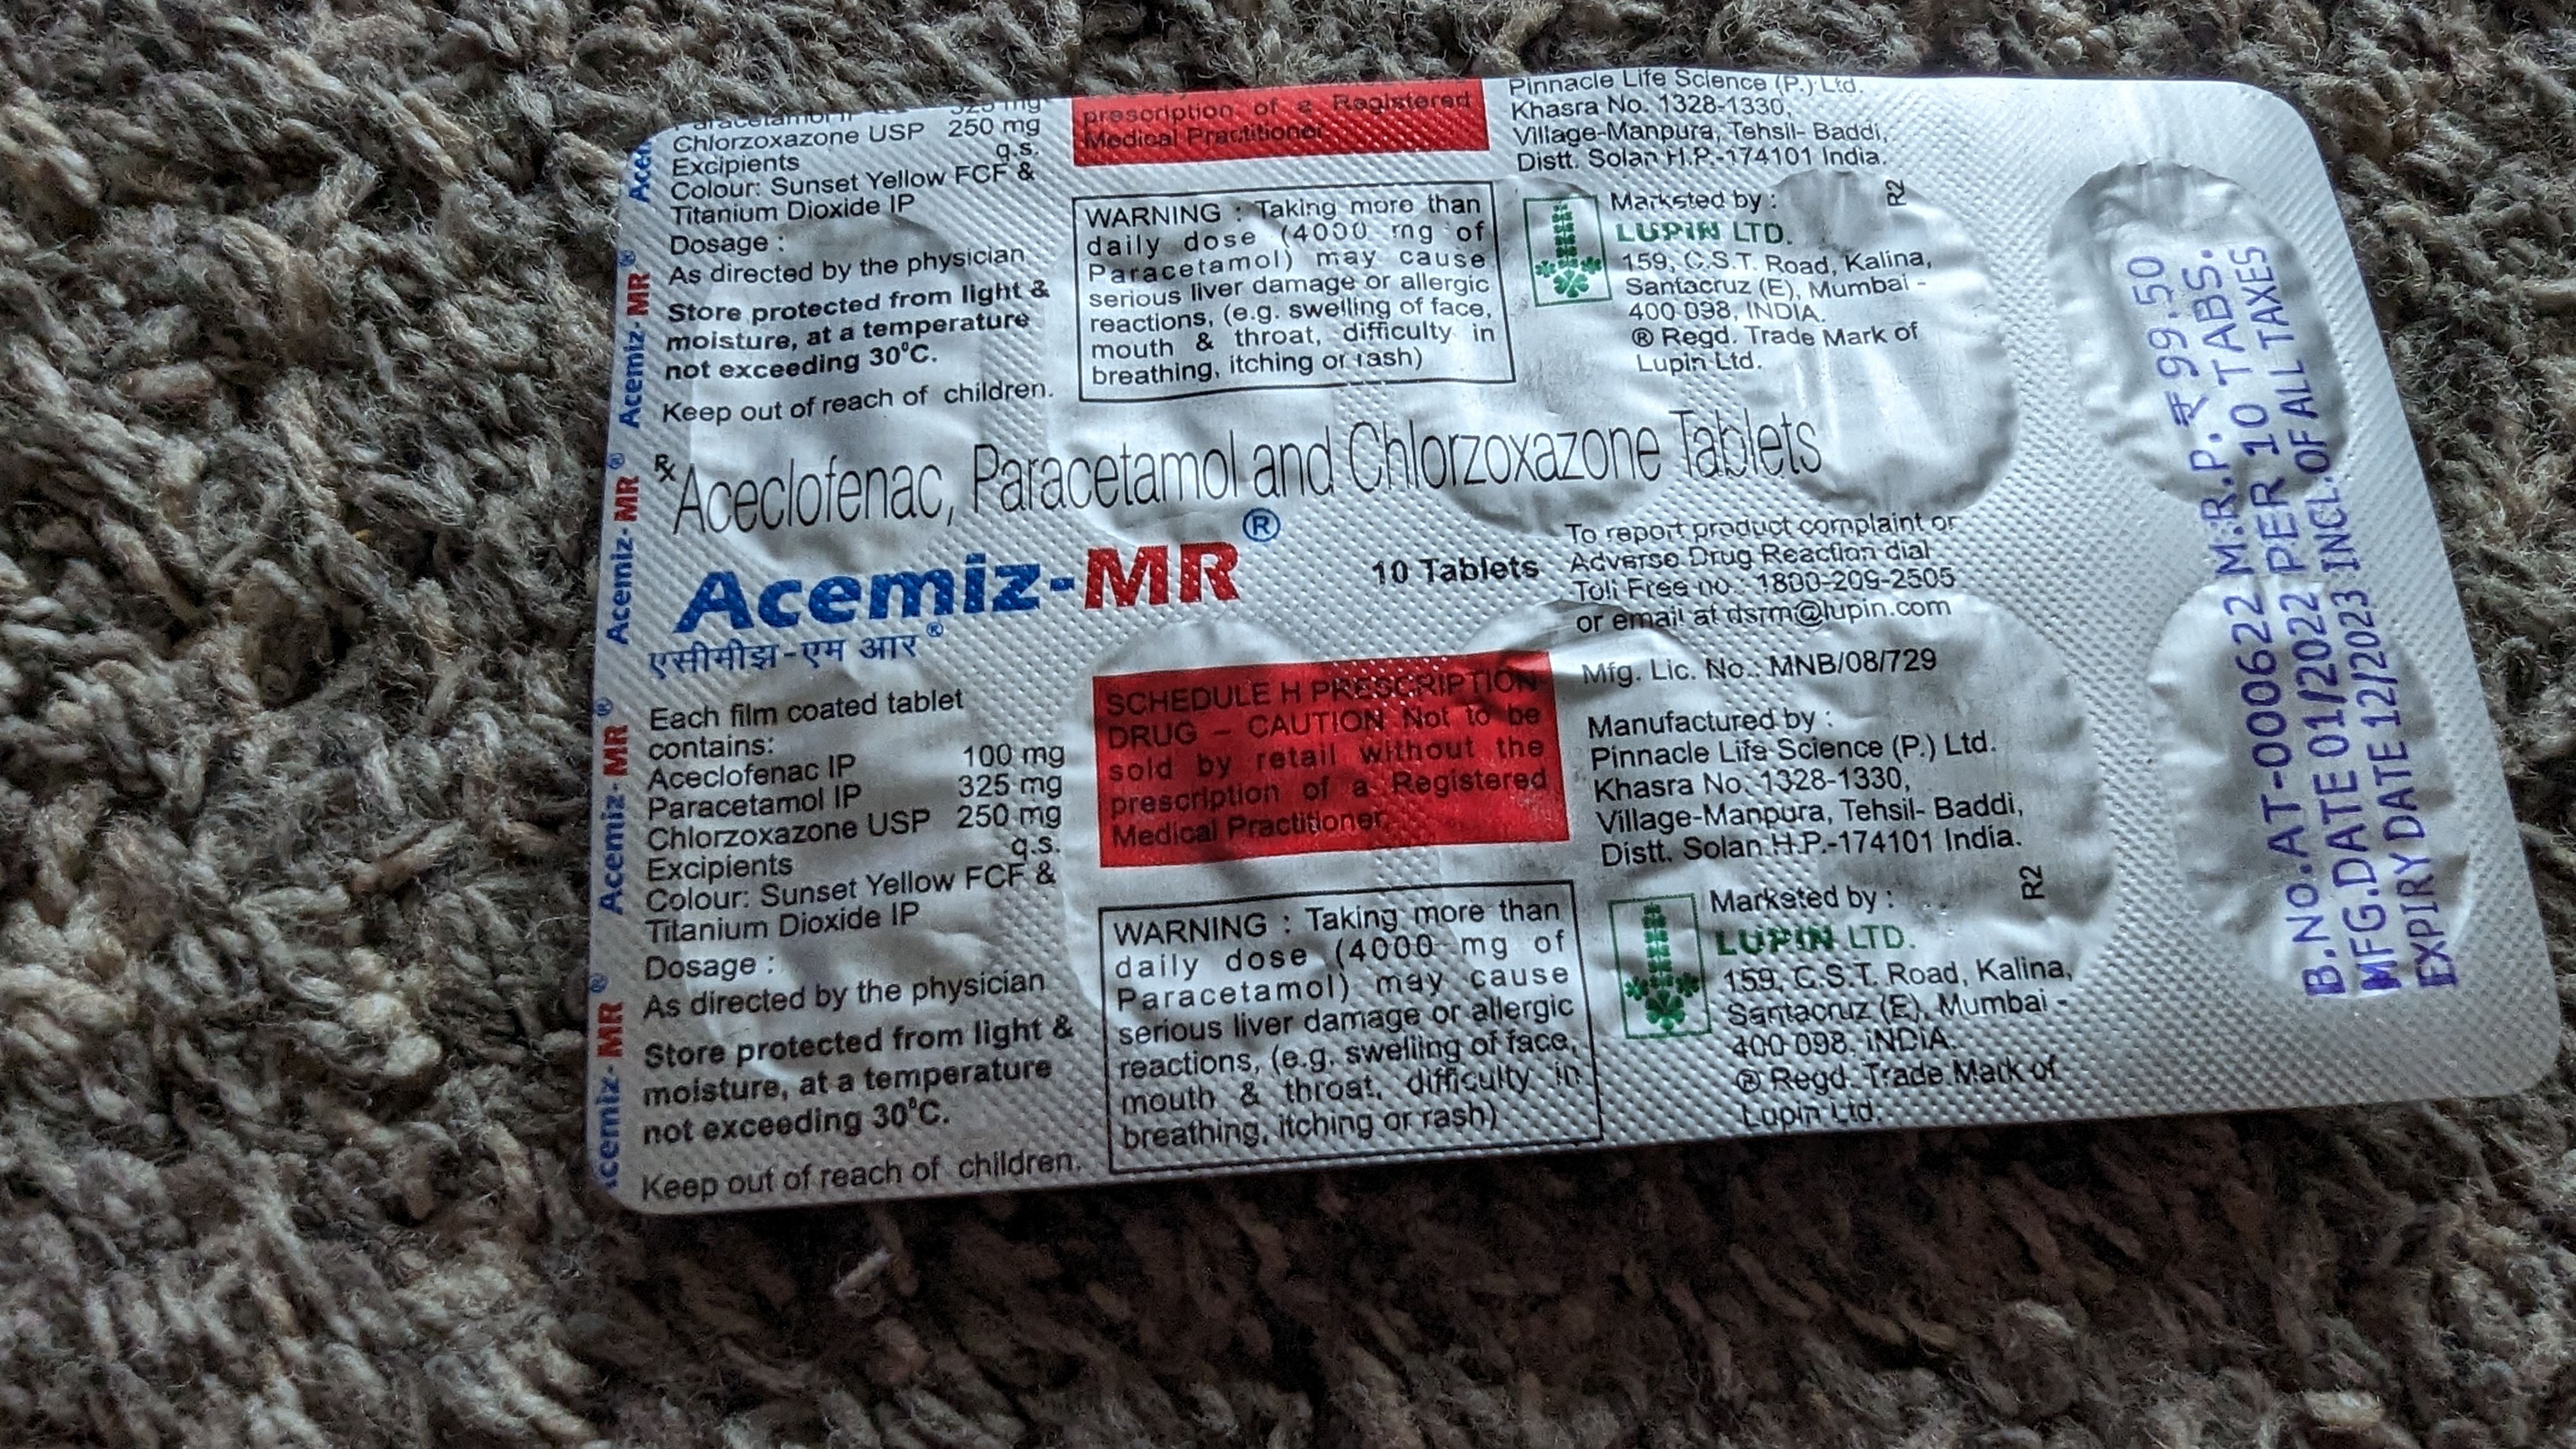 Paracetamol IP 325 mg
Chlorzoxazone USP 250 mg
Excipients q.s.
Colour: Sunset Yellow FCF &
Titanium Dioxide IP
Dosage :
As directed by the physician
Store protected from light &
moisture, at a temperature
not exceeding 30°C.
Keep out of reach of children.
prescription of a Registered
Medical Practitioner
WARNING : Taking more than
daily dose (4000 mg of
Paracetamol) may cause
serious liver damage or allergic
reactions, (e.g. swelling of face,
mouth & throat, difficulty in
breathing, itching or rash)
Pinnacle Life Science (P.) Ltd.
Khasra No. 1328-1330,
Village-Manpura, Tehsil- Baddi,
Distt. Solan H.P.-174101 India.
R2
Marketed by :
LUPIN LTD.
159, C.S.T. Road, Kalina,
Santacruz (E), Mumbai -
400 098, INDIA.
® Regd. Trade Mark of
Lupin Ltd.
Rx Aceclofenac, Paracetamol and Chlorzoxazone Tablets
Acemiz-MR®
एसीमीझ-एम आर®
10 Tablets
To report product complaint or
Adverse Drug Reaction dial
Toll Free no.: 1800-209-2505
or email at dsrm@lupin.com
Each film coated tablet
contains:
Aceclofenac IP 100 mg
Paracetamol IP 325 mg
Chlorzoxazone USP 250 mg
Excipients q.s.
Colour: Sunset Yellow FCF &
Titanium Dioxide IP
Dosage :
As directed by the physician
Store protected from light &
moisture, at a temperature
not exceeding 30°C.
Keep out of reach of children.
SCHEDULE H PRESCRIPTION
DRUG – CAUTION Not to be
sold by retail without the
prescription of a Registered
Medical Practitioner.
WARNING : Taking more than
daily dose (4000 mg of
Paracetamol) may cause
serious liver damage or allergic
reactions, (e.g. swelling of face,
mouth & throat, difficulty in
breathing, itching or rash)
Mfg. Lic. No.: MNB/08/729
Manufactured by :
Pinnacle Life Science (P.) Ltd.
Khasra No. 1328-1330,
Village-Manpura, Tehsil- Baddi,
Distt. Solan H.P.-174101 India.
R2
Marketed by :
LUPIN LTD.
159, C.S.T. Road, Kalina,
Santacruz (E), Mumbai -
400 098, INDIA.
® Regd. Trade Mark of
Lupin Ltd.
Acem
Acemiz-MR®
Acemiz-MR®
Acemiz-MR®
cemiz-MR®
B.NO.AT-000622 M.R.P. ₹ 99.50
MFG.DATE 01/2022 PER 10 TABS.
EXPIRY DATE 12/2023 INCL.OF ALL TAXES